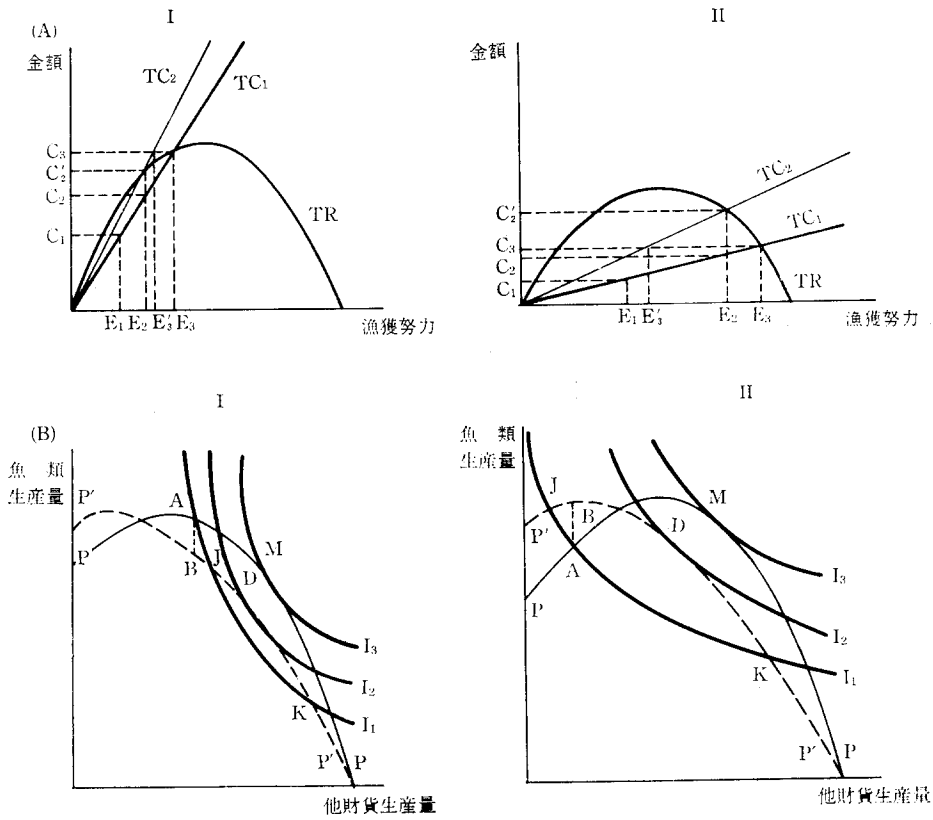 I
(A)
金額
TC₂
TC₁
C₃
C₂′
C₂
C₁
TR
E₁ E₂ E₃′ E₃
漁獲努力
II
金額
TC₂
C₂′
TC₁
C₃
C₂
C₁
TR
E₁ E₃′ E₂ E₃
漁獲努力
I
(B)
魚類
生産量
P′
A
P
M
B
J
D
I₃
I₂
K
I₁
P′ P
他財貨生産量
II
魚類
生産量
J
M
B
P′
D
A
I₃
P
I₂
K
I₁
P′ P
他財貨生産量